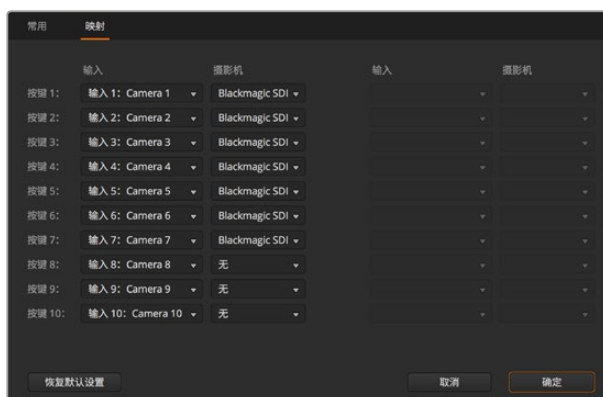 常用 映射
输入 摄影机 输入 摄影机
按键 1： 输入 1：Camera 1 Blackmagic SDI
按键 2： 输入 2：Camera 2 Blackmagic SDI
按键 3： 输入 3：Camera 3 Blackmagic SDI
按键 4： 输入 4：Camera 4 Blackmagic SDI
按键 5： 输入 5：Camera 5 Blackmagic SDI
按键 6： 输入 6：Camera 6 Blackmagic SDI
按键 7： 输入 7：Camera 7 Blackmagic SDI
按键 8： 输入 8：Camera 8 无
按键 9： 输入 9：Camera 9 无
按键 10： 输入 10：Camera 10 无
恢复默认设置 取消 确定